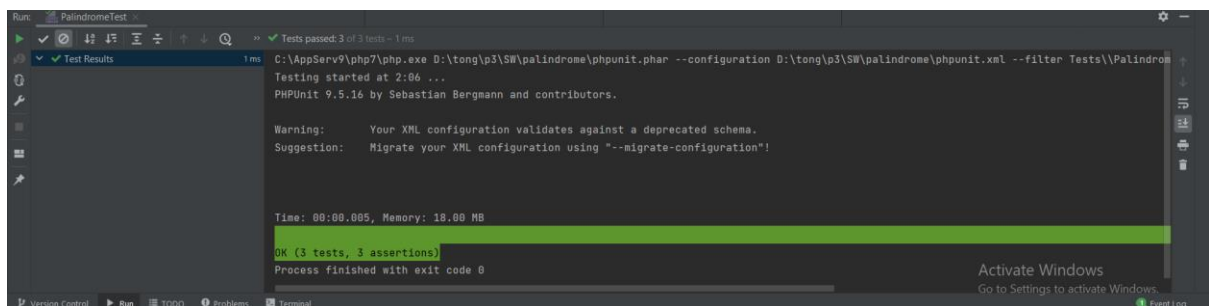 Run: PalindromeTest
Tests passed: 3 of 3 tests – 1 ms
Test Results 1 ms
C:\AppServ9\php7\php.exe D:\tong\p3\SW\palindrome\phpunit.phar --configuration D:\tong\p3\SW\palindrome\phpunit.xml --filter Tests\\Palindrom
Testing started at 2:06 ...
PHPUnit 9.5.16 by Sebastian Bergmann and contributors.
Warning: Your XML configuration validates against a deprecated schema.
Suggestion: Migrate your XML configuration using "--migrate-configuration"!
Time: 00:00.005, Memory: 18.00 MB
OK (3 tests, 3 assertions)
Process finished with exit code 0
Activate Windows
Go to Settings to activate Windows.
Version Control Run TODO Problems Terminal 1 Event Log